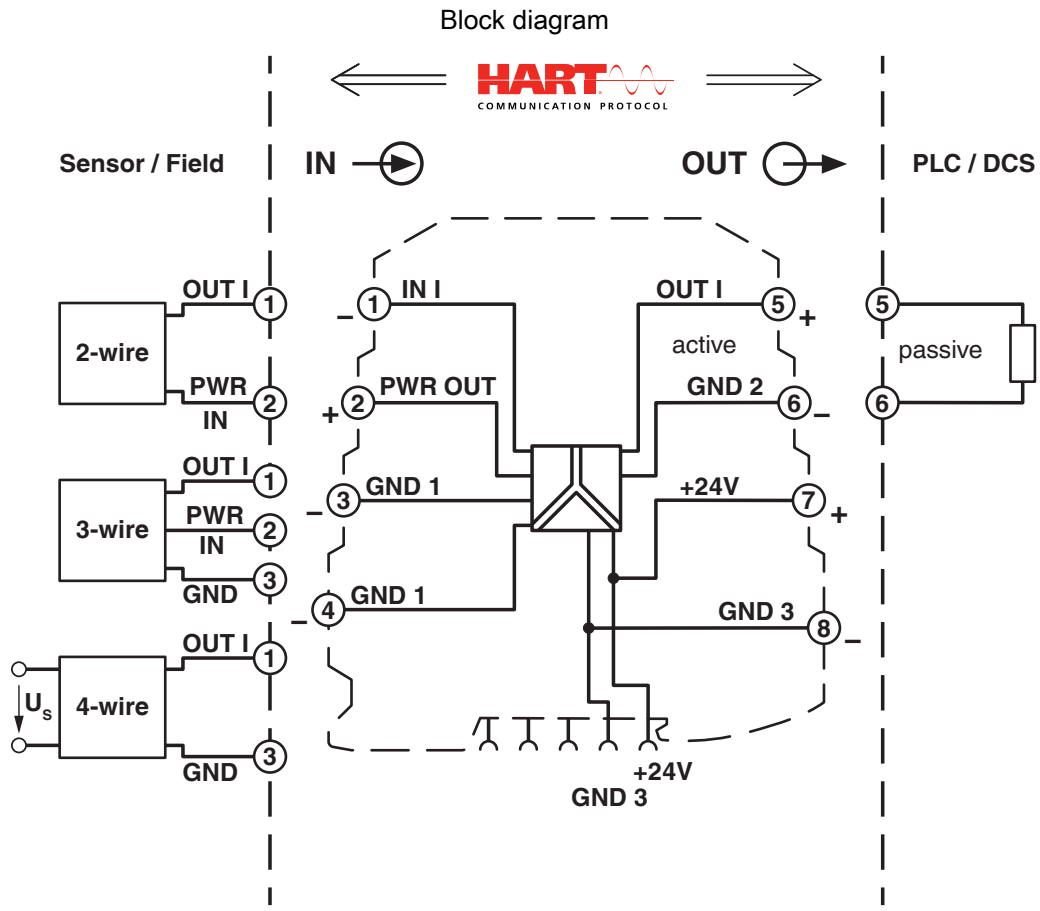 Block diagram
HART
COMMUNICATION PROTOCOL
Sensor / Field
IN
OUT
PLC / DCS
OUT I
1
2-wire
PWR
IN
2
OUT I
1
3-wire
PWR
IN
2
GND
3
OUT I
1
Us
4-wire
GND
3
1
IN I
−
2
PWR OUT
+
3
GND 1
−
4
GND 1
−
OUT I
5
+
active
GND 2
6
−
+24V
7
+
GND 3
8
−
+24V
GND 3
5
passive
6